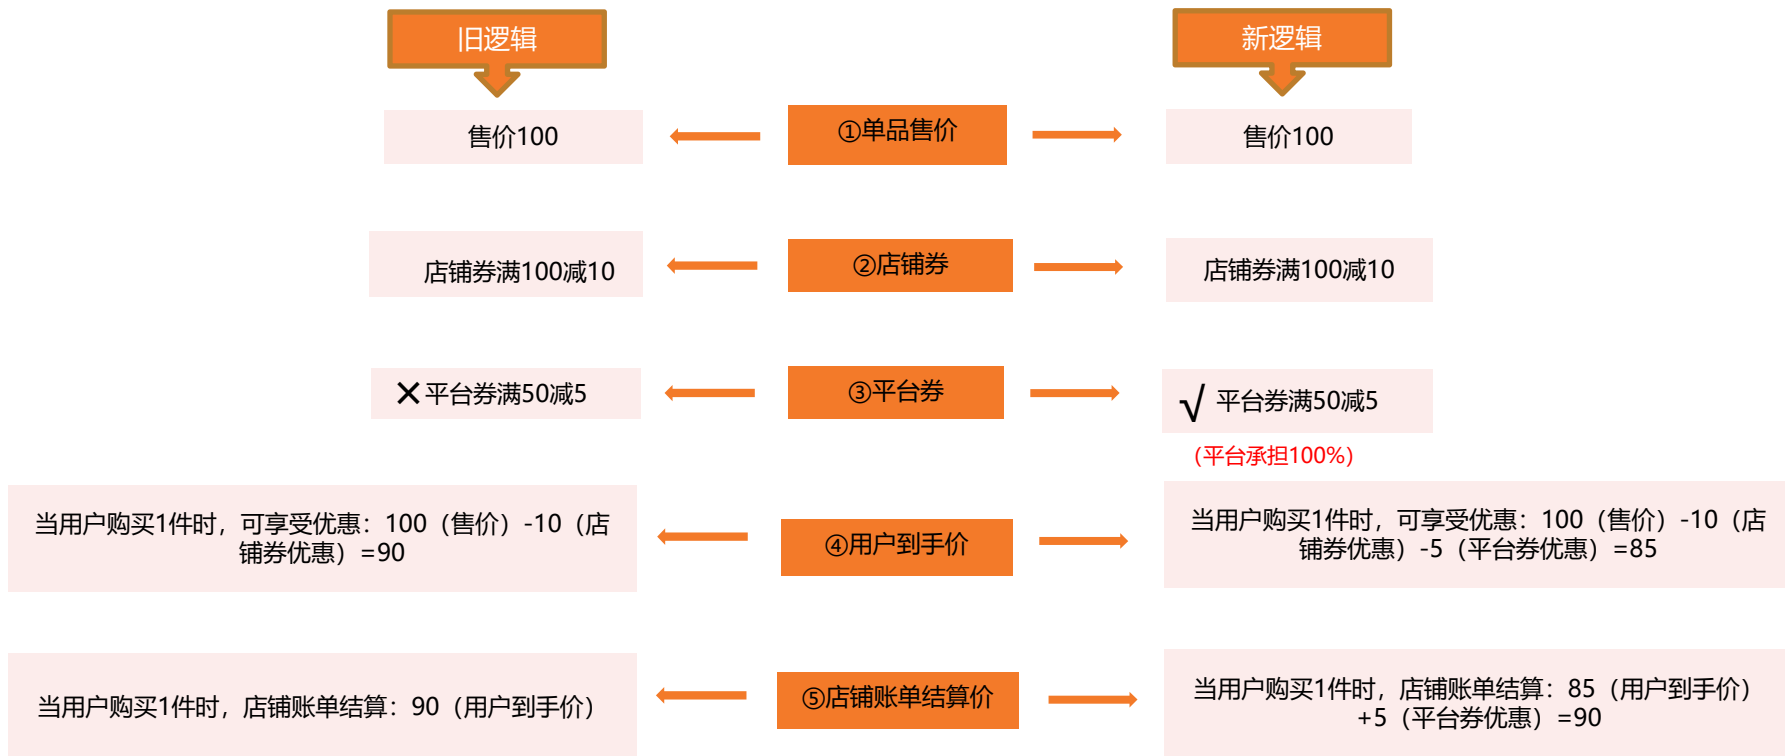 旧逻辑
新逻辑
售价100
①单品售价
售价100
店铺券满100减10
②店铺券
店铺券满100减10
✕平台券满50减5
③平台券
√ 平台券满50减5
（平台承担100%）
当用户购买1件时，可享受优惠：100（售价）-10（店
铺券优惠）=90
④用户到手价
当用户购买1件时，可享受优惠：100（售价）-10（店
铺券优惠）-5（平台券优惠）=85
当用户购买1件时，店铺账单结算：90（用户到手价）
⑤店铺账单结算价
当用户购买1件时，店铺账单结算：85（用户到手价）
+5（平台券优惠）=90